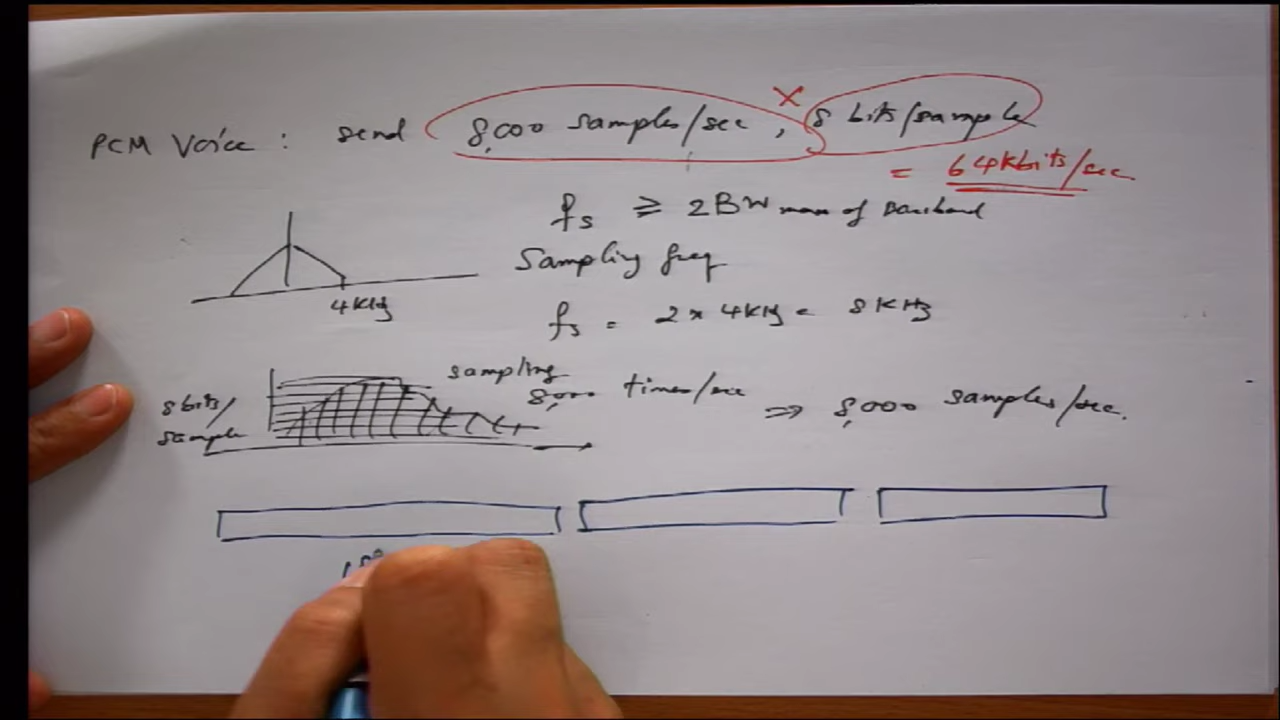 PCM Voice : send 8,000 samples/sec , × 8 bits/sample
= 64kbits/sec
fs ≥ 2BW max of baseband
Sampling freq
4KHz
fs = 2 × 4KHz = 8KHz
sampling
8,000 times/sec ⇒ 8,000 samples/sec.
8bits/
sample